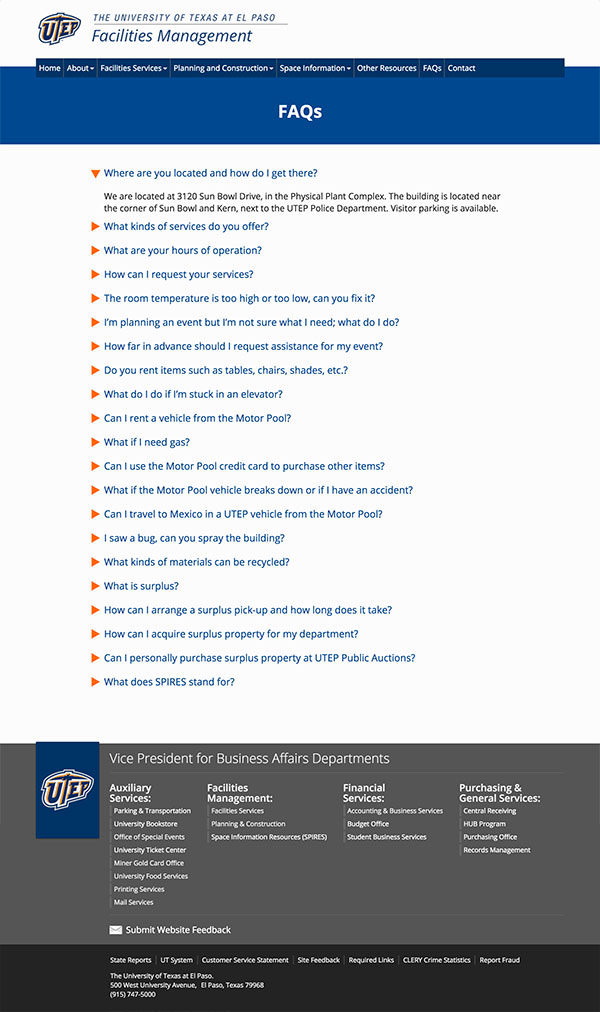 UTEP
THE UNIVERSITY OF TEXAS AT EL PASO
Facilities Management
Home About Facilities Services Planning and Construction Space Information Other Resources FAQs Contact
FAQs
Where are you located and how do I get there?
We are located at 3120 Sun Bowl Drive, in the Physical Plant Complex. The building is located near
the corner of Sun Bowl and Kern, next to the UTEP Police Department. Visitor parking is available.
What kinds of services do you offer?
What are your hours of operation?
How can I request your services?
The room temperature is too high or too low, can you fix it?
I'm planning an event but I'm not sure what I need; what do I do?
How far in advance should I request assistance for my event?
Do you rent items such as tables, chairs, shades, etc.?
What do I do if I'm stuck in an elevator?
Can I rent a vehicle from the Motor Pool?
What if I need gas?
Can I use the Motor Pool credit card to purchase other items?
What if the Motor Pool vehicle breaks down or if I have an accident?
Can I travel to Mexico in a UTEP vehicle from the Motor Pool?
I saw a bug, can you spray the building?
What kinds of materials can be recycled?
What is surplus?
How can I arrange a surplus pick-up and how long does it take?
How can I acquire surplus property for my department?
Can I personally purchase surplus property at UTEP Public Auctions?
What does SPIRES stand for?
UTEP
Vice President for Business Affairs Departments
Auxiliary
Services:
Parking & Transportation
University Bookstore
Office of Special Events
University Ticket Center
Miner Gold Card Office
University Food Services
Printing Services
Mail Services
Facilities
Management:
Facilities Services
Planning & Construction
Space Information Resources (SPIRES)
Financial
Services:
Accounting & Business Services
Budget Office
Student Business Services
Purchasing &
General Services:
Central Receiving
HUB Program
Purchasing Office
Records Management
Submit Website Feedback
State Reports UT System Customer Service Statement Site Feedback Required Links CLERY Crime Statistics Report Fraud
The University of Texas at El Paso.
500 West University Avenue, El Paso, Texas 79968
(915) 747-5000